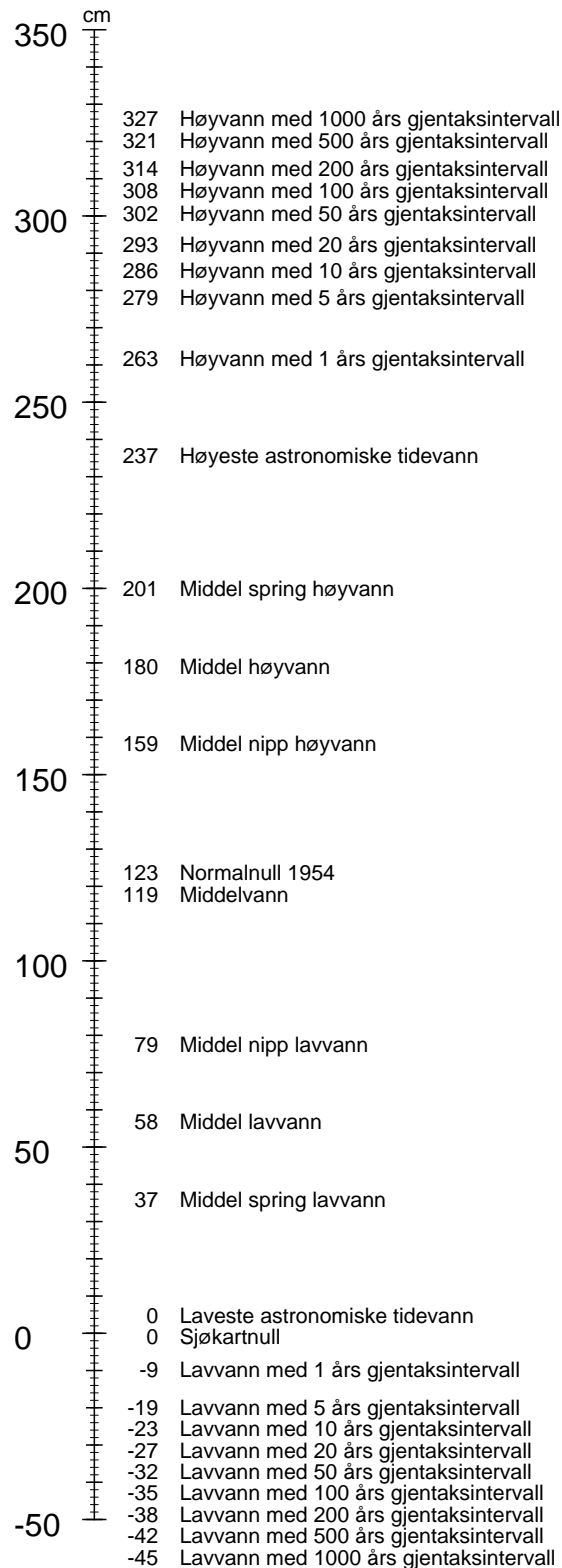 cm
350
327 Høyvann med 1000 års gjentaksintervall
321 Høyvann med 500 års gjentaksintervall
314 Høyvann med 200 års gjentaksintervall
308 Høyvann med 100 års gjentaksintervall
302 Høyvann med 50 års gjentaksintervall
300
293 Høyvann med 20 års gjentaksintervall
286 Høyvann med 10 års gjentaksintervall
279 Høyvann med 5 års gjentaksintervall
263 Høyvann med 1 års gjentaksintervall
250
237 Høyeste astronomiske tidevann
200
201 Middel spring høyvann
180 Middel høyvann
159 Middel nipp høyvann
150
123 Normalnull 1954
119 Middelvann
100
79 Middel nipp lavvann
58 Middel lavvann
50
37 Middel spring lavvann
0 Laveste astronomiske tidevann
0
0 Sjøkartnull
-9 Lavvann med 1 års gjentaksintervall
-19 Lavvann med 5 års gjentaksintervall
-23 Lavvann med 10 års gjentaksintervall
-27 Lavvann med 20 års gjentaksintervall
-32 Lavvann med 50 års gjentaksintervall
-35 Lavvann med 100 års gjentaksintervall
-38 Lavvann med 200 års gjentaksintervall
-50
-42 Lavvann med 500 års gjentaksintervall
-45 Lavvann med 1000 års gjentaksintervall